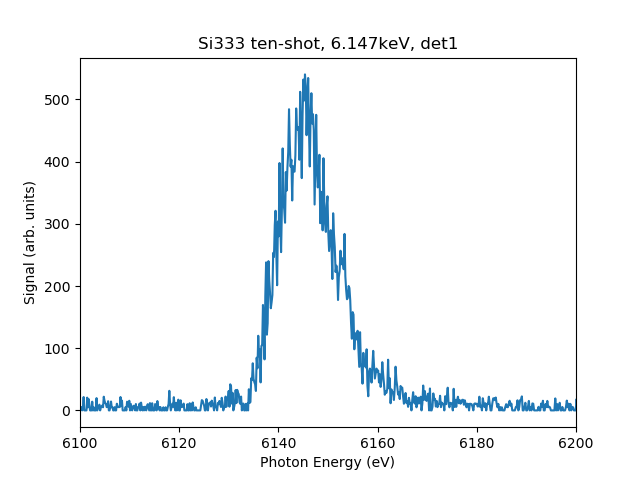 Si333 ten-shot, 6.147keV, det1
500
400
300
200
100
0
Signal (arb. units)
6100 6120 6140 6160 6180 6200
Photon Energy (eV)